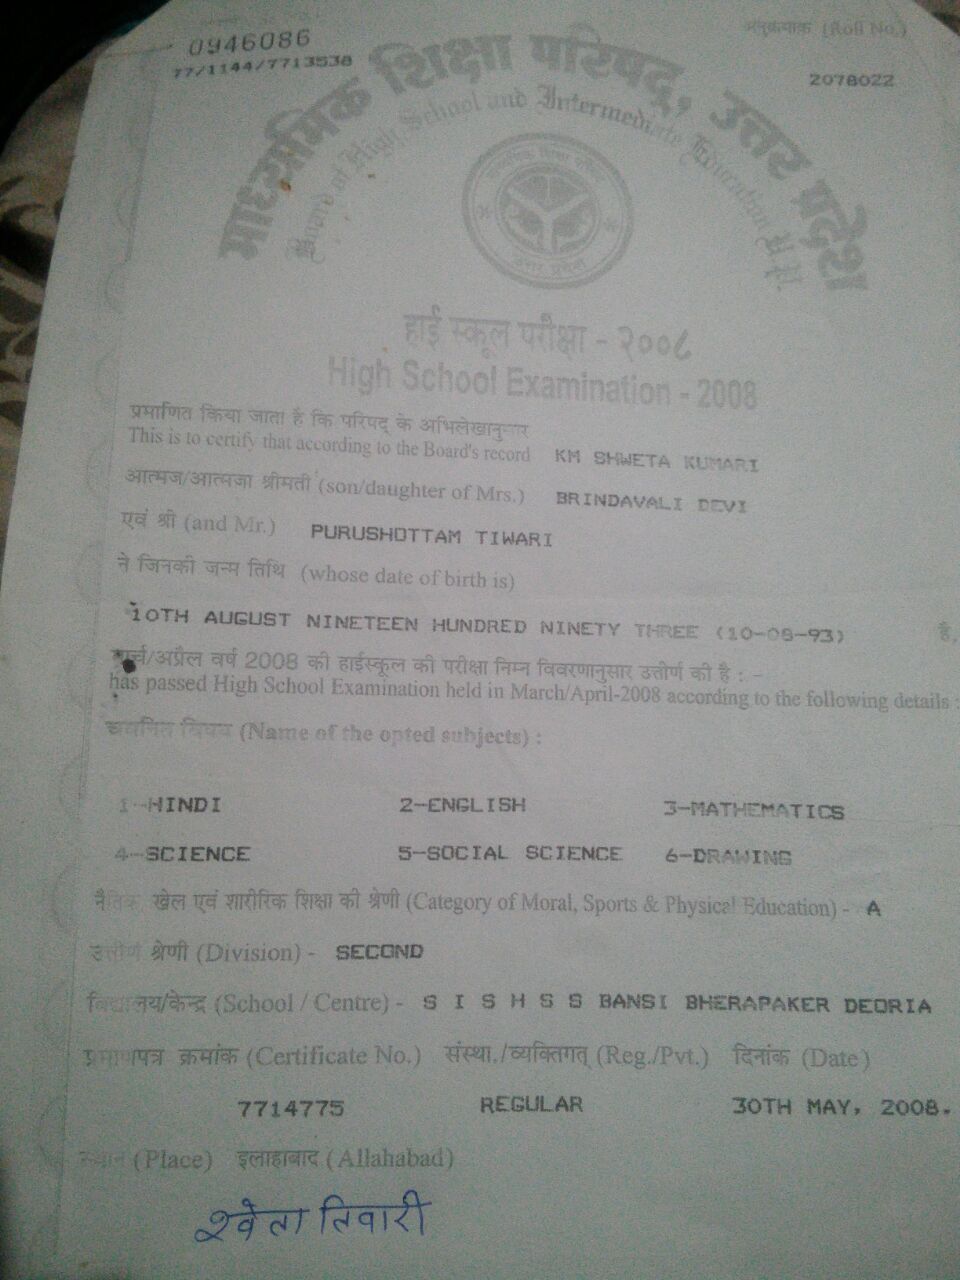 0946086
अनुक्रमांक (Roll No.)
77/1144/7713538
2078022
माध्यमिक शिक्षा परिषद्, उत्तर प्रदेश
Board of High School and Intermediate Education U.P.
माध्यमिक शिक्षा परिषद्
उत्तर प्रदेश
हाई स्कूल परीक्षा - २००८
High School Examination - 2008
प्रमाणित किया जाता है कि परिषद् के अभिलेखानुसार
This is to certify that according to the Board's record KM SHWETA KUMARI
आत्मज/आत्मजा श्रीमती (son/daughter of Mrs.) BRINDAVALI DEVI
एवं श्री (and Mr.) PURUSHOTTAM TIWARI
ने जिनकी जन्म तिथि (whose date of birth is)
10TH AUGUST NINETEEN HUNDRED NINETY THREE (10-08-93) है,
मार्च/अप्रैल वर्ष 2008 की हाईस्कूल की परीक्षा निम्न विवरणानुसार उत्तीर्ण की है : -
has passed High School Examination held in March/April-2008 according to the following details :
चयनित विषय (Name of the opted subjects) :
1-HINDI 2-ENGLISH 3-MATHEMATICS
4-SCIENCE 5-SOCIAL SCIENCE 6-DRAWING
नैतिक खेल एवं शारीरिक शिक्षा की श्रेणी (Category of Moral, Sports & Physical Education) - A
उत्तीर्ण श्रेणी (Division) - SECOND
विद्यालय/केन्द्र (School / Centre) - S I S H S S BANSI BHERAPAKER DEORIA
प्रमाणपत्र क्रमांक (Certificate No.) संस्था./व्यक्तिगत् (Reg./Pvt.) दिनांक (Date)
7714775 REGULAR 30TH MAY, 2008.
स्थान (Place) इलाहाबाद (Allahabad)
श्वेता तिवारी